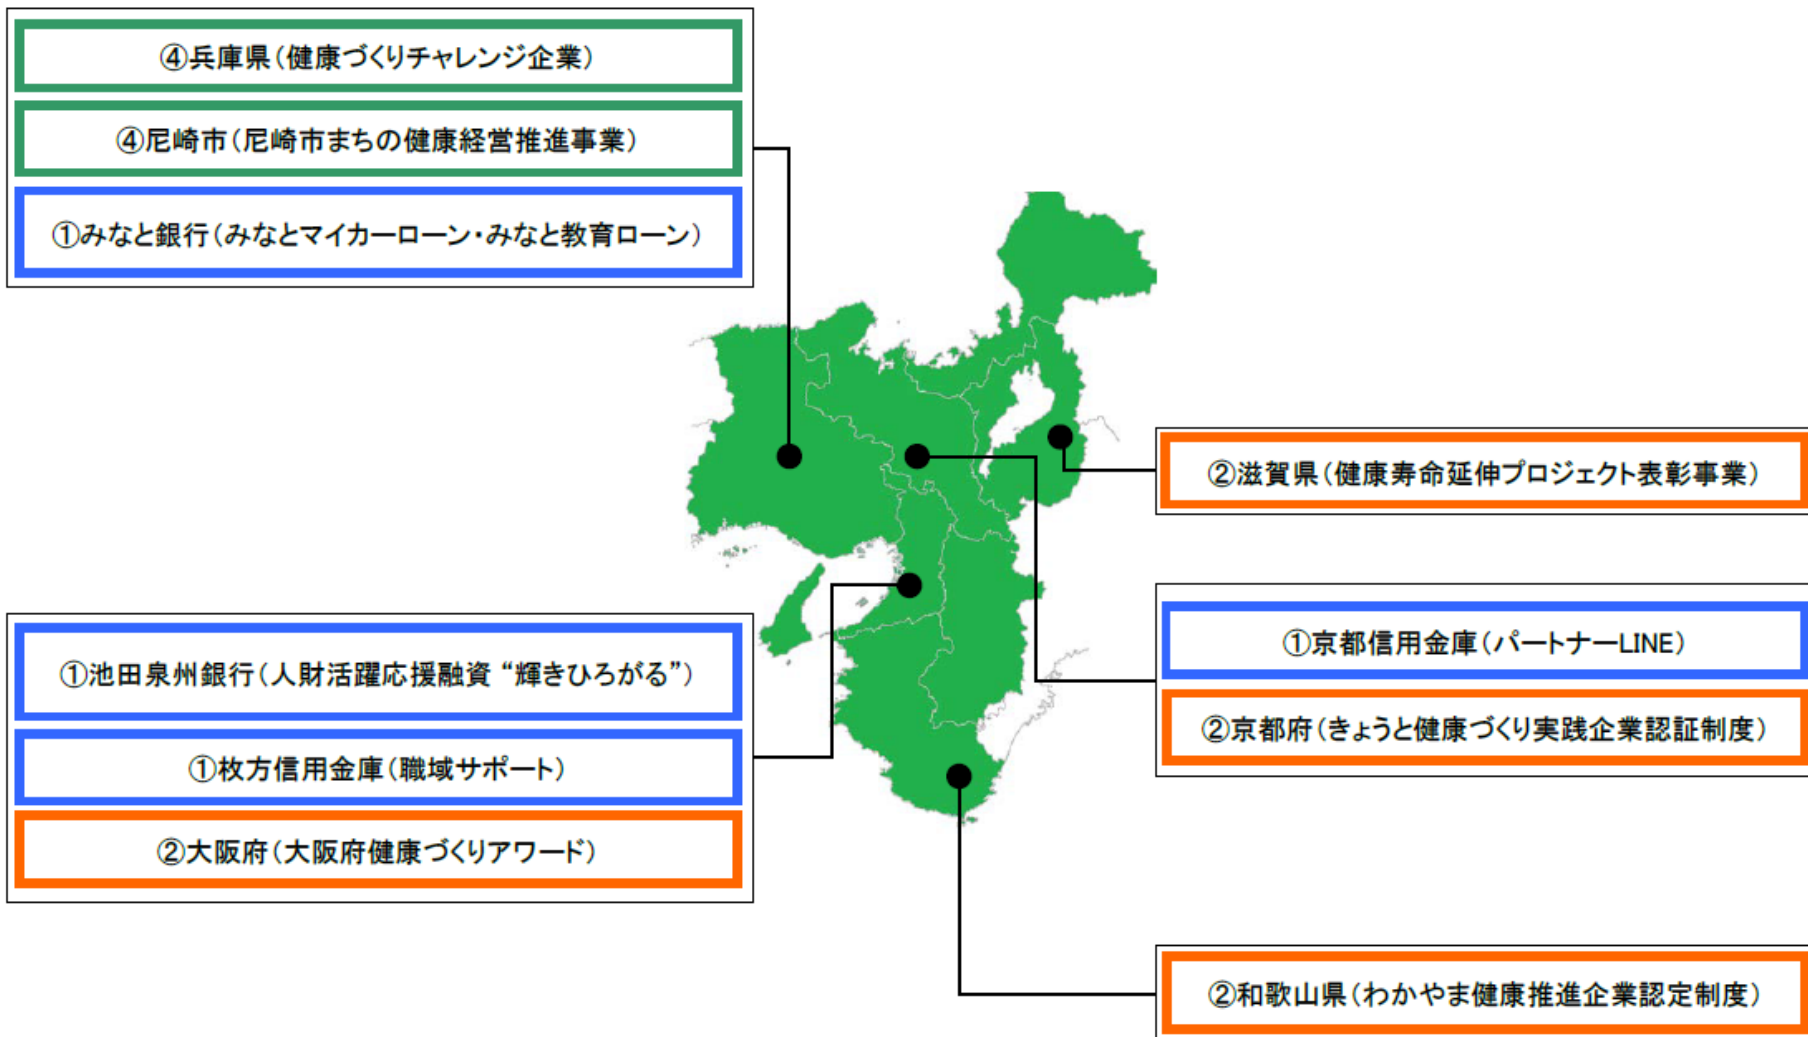 ④兵庫県（健康づくりチャレンジ企業）
④尼崎市（尼崎市まちの健康経営推進事業）
①みなと銀行（みなとマイカーローン・みなと教育ローン）
②滋賀県（健康寿命延伸プロジェクト表彰事業）
①池田泉州銀行（人財活躍応援融資 “輝きひろがる”）
①枚方信用金庫（職域サポート）
②大阪府（大阪府健康づくりアワード）
①京都信用金庫（パートナーLINE）
②京都府（きょうと健康づくり実践企業認証制度）
②和歌山県（わかやま健康推進企業認定制度）